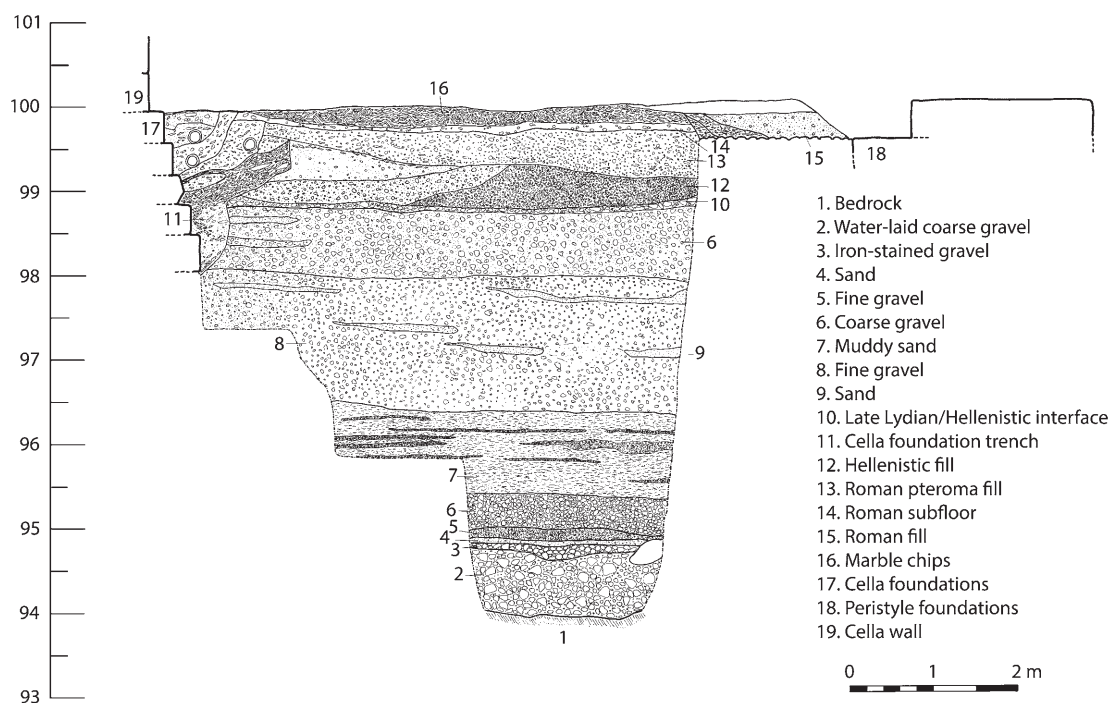 101
100
99
98
97
96
95
94
93
19
17
11
16
14
13
15
18
12
10
6
8
9
7
6
5
4
3
2
1
1. Bedrock
2. Water-laid coarse gravel
3. Iron-stained gravel
4. Sand
5. Fine gravel
6. Coarse gravel
7. Muddy sand
8. Fine gravel
9. Sand
10. Late Lydian/Hellenistic interface
11. Cella foundation trench
12. Hellenistic fill
13. Roman pteroma fill
14. Roman subfloor
15. Roman fill
16. Marble chips
17. Cella foundations
18. Peristyle foundations
19. Cella wall
0 1 2 m